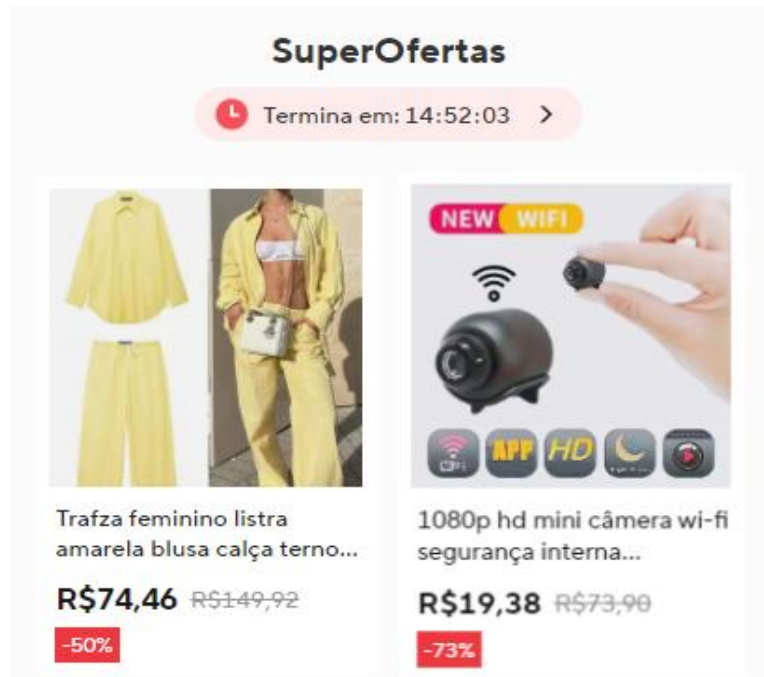 SuperOfertas
Termina em: 14:52:03
NEW WIFI
APP
HD
Trafza feminino listra
amarela blusa calça terno...
R$74,46 R$149,92
-50%
1080p hd mini câmera wi-fi
segurança interna...
R$19,38 R$73,90
-73%